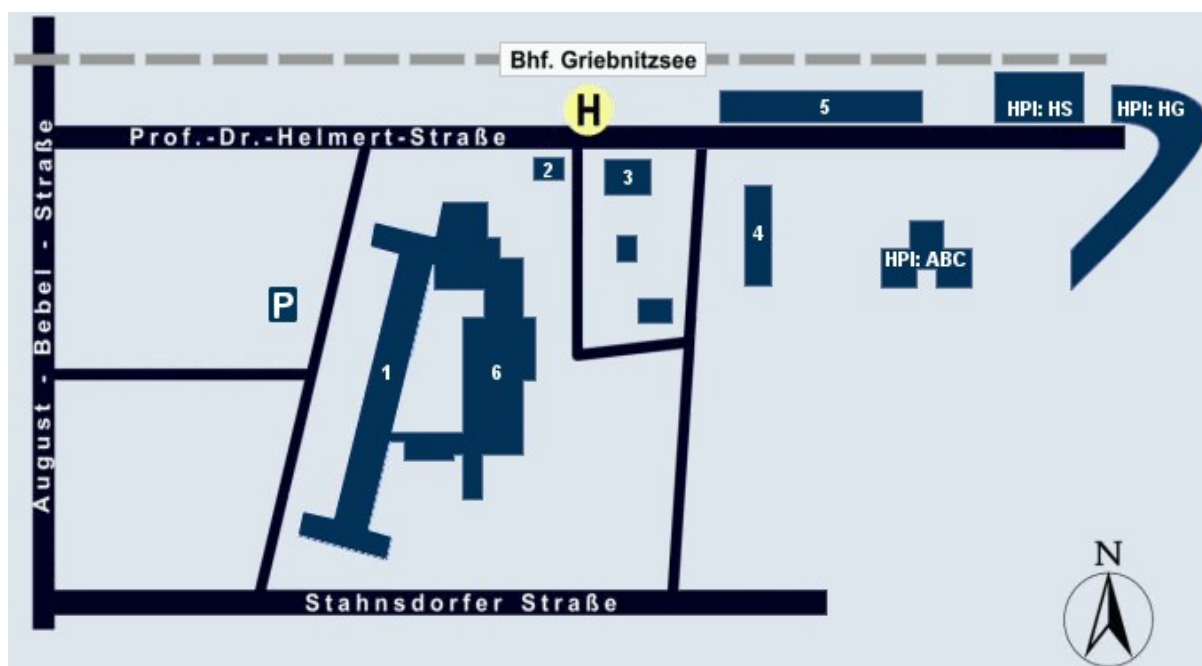 Bhf. Griebnitzsee
H
5
HPI: HS
HPI: HG
Prof.-Dr.-Helmert-Straße
2
3
4
HPI: ABC
P
1
6
August - Bebel - Straße
Stahnsdorfer Straße
N